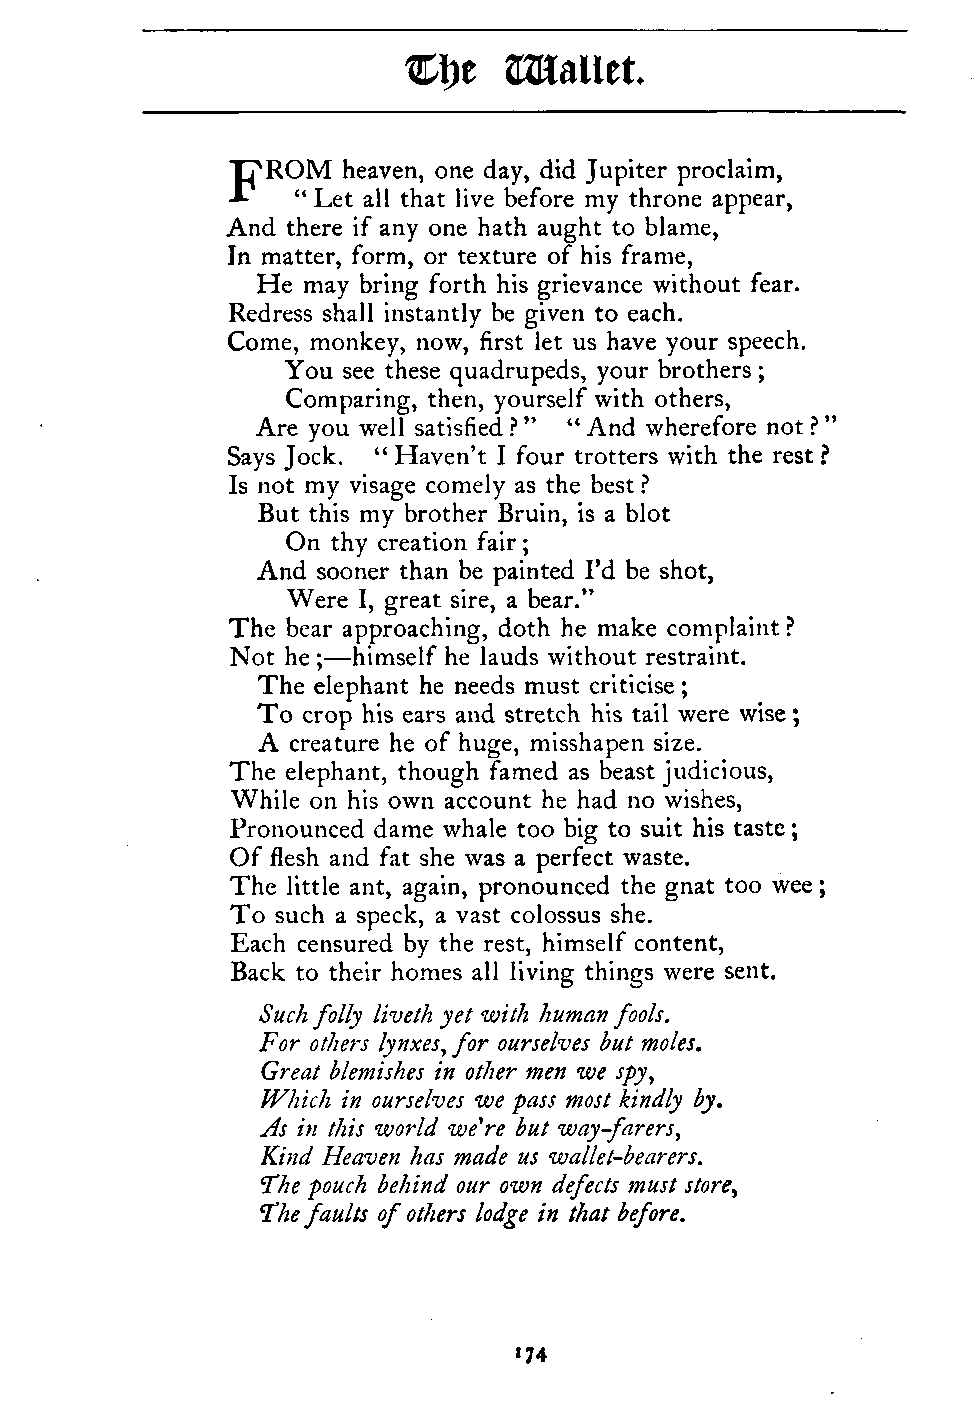 The Wallet.
FROM heaven, one day, did Jupiter proclaim,
"Let all that live before my throne appear,
And there if any one hath aught to blame,
In matter, form, or texture of his frame,
He may bring forth his grievance without fear.
Redress shall instantly be given to each.
Come, monkey, now, first let us have your speech.
You see these quadrupeds, your brothers;
Comparing, then, yourself with others,
Are you well satisfied?" "And wherefore not?"
Says Jock. "Haven't I four trotters with the rest?
Is not my visage comely as the best?
But this my brother Bruin, is a blot
On thy creation fair;
And sooner than be painted I'd be shot,
Were I, great sire, a bear."
The bear approaching, doth he make complaint?
Not he;—himself he lauds without restraint.
The elephant he needs must criticise;
To crop his ears and stretch his tail were wise;
A creature he of huge, misshapen size.
The elephant, though famed as beast judicious,
While on his own account he had no wishes,
Pronounced dame whale too big to suit his taste;
Of flesh and fat she was a perfect waste.
The little ant, again, pronounced the gnat too wee;
To such a speck, a vast colossus she.
Each censured by the rest, himself content,
Back to their homes all living things were sent.
Such folly liveth yet with human fools.
For others lynxes, for ourselves but moles.
Great blemishes in other men we spy,
Which in ourselves we pass most kindly by.
As in this world we're but way-farers,
Kind Heaven has made us wallet-bearers.
The pouch behind our own defects must store,
The faults of others lodge in that before.
174